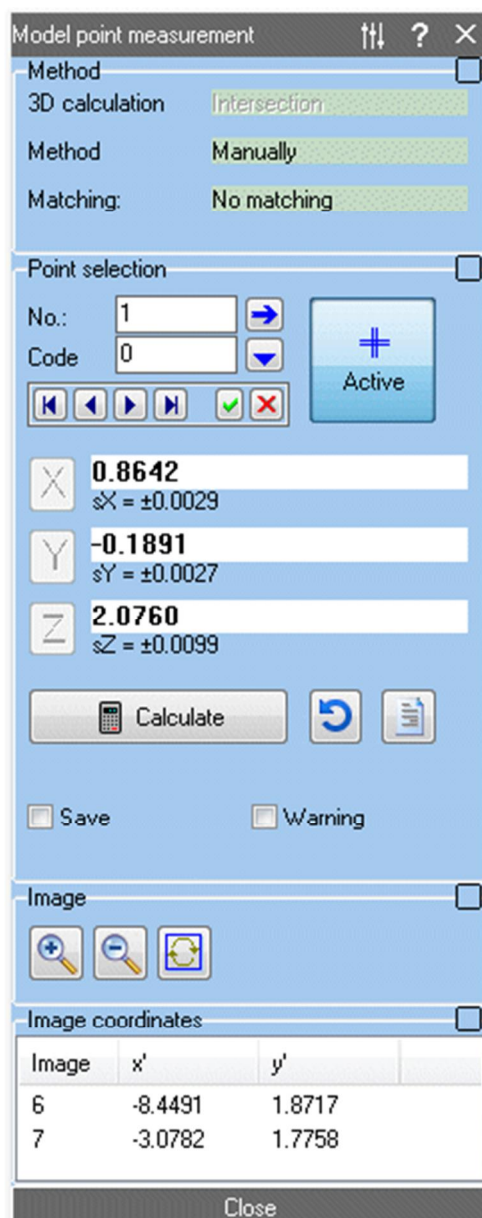 Model point measurement ?
Method
3D calculation Intersection
Method Manually
Matching: No matching
Point selection
No.: 1
Code 0
Active
X 0.8642
sX = ±0.0029
Y -0.1891
sY = ±0.0027
Z 2.0760
sZ = ±0.0099
Calculate
Save Warning
Image
Image coordinates
Image x' y'
6 -8.4491 1.8717
7 -3.0782 1.7758
Close